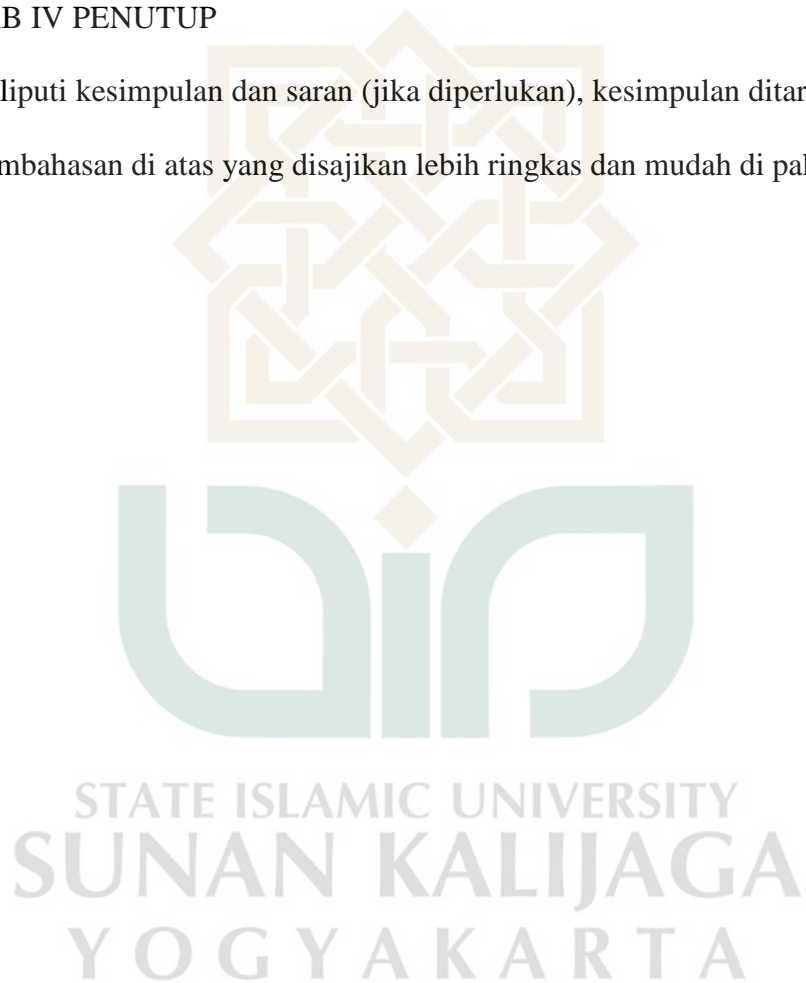 B IV PENUTUP
liputi kesimpulan dan saran (jika diperlukan), kesimpulan ditar
mbahasan di atas yang disajikan lebih ringkas dan mudah di pa
STATE ISLAMIC UNIVERSITY
SUNAN KALIJAGA
YOGYAKARTA